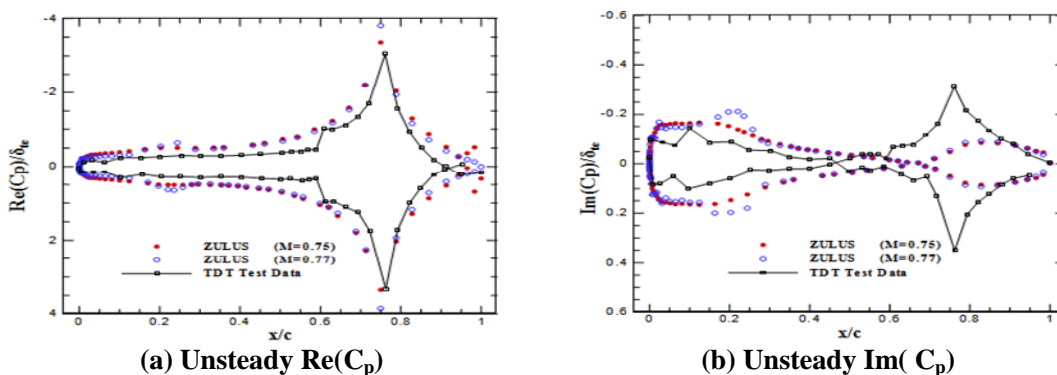 -4
-2
0
2
4
Re(Cp)/δte
0
0.2
0.4
0.6
0.8
1
x/c
ZULUS (M=0.75)
ZULUS (M=0.77)
TDT Test Data
(a) Unsteady Re(Cp)
-0.6
-0.4
-0.2
0
0.2
0.4
0.6
Im(Cp)/δte
0
0.2
0.4
0.6
0.8
1
x/c
ZULUS (M=0.75)
ZULUS (M=0.77)
TDT Test Data
(b) Unsteady Im( Cp)